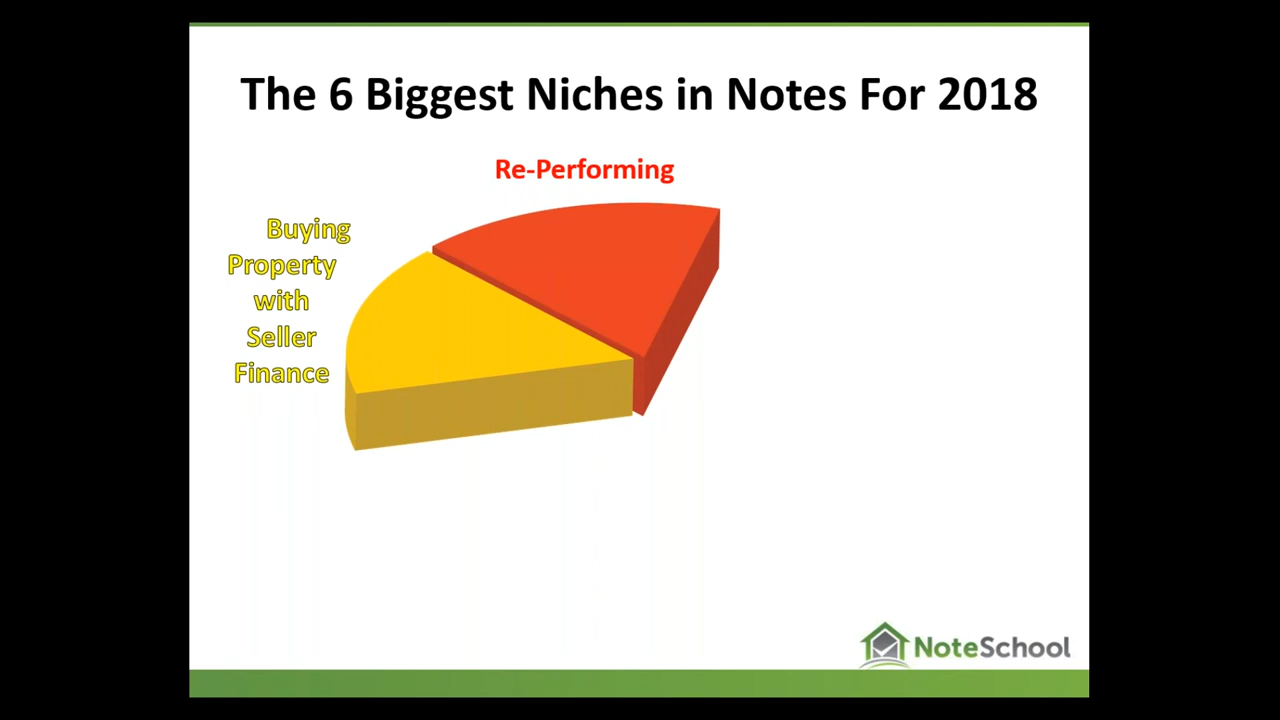 The 6 Biggest Niches in Notes For 2018
Re-Performing
Buying
Property
with
Seller
Finance
NoteSchool